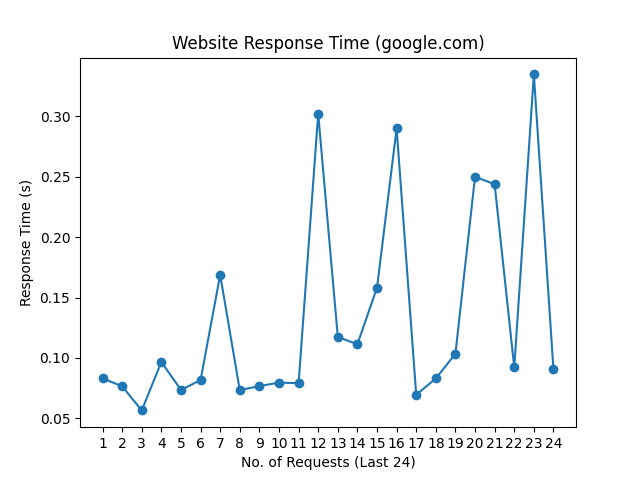 Website Response Time (google.com)
0.30
0.25
0.20
0.15
0.10
0.05
Response Time (s)
1 2 3 4 5 6 7 8 9 10 11 12 13 14 15 16 17 18 19 20 21 22 23 24
No. of Requests (Last 24)